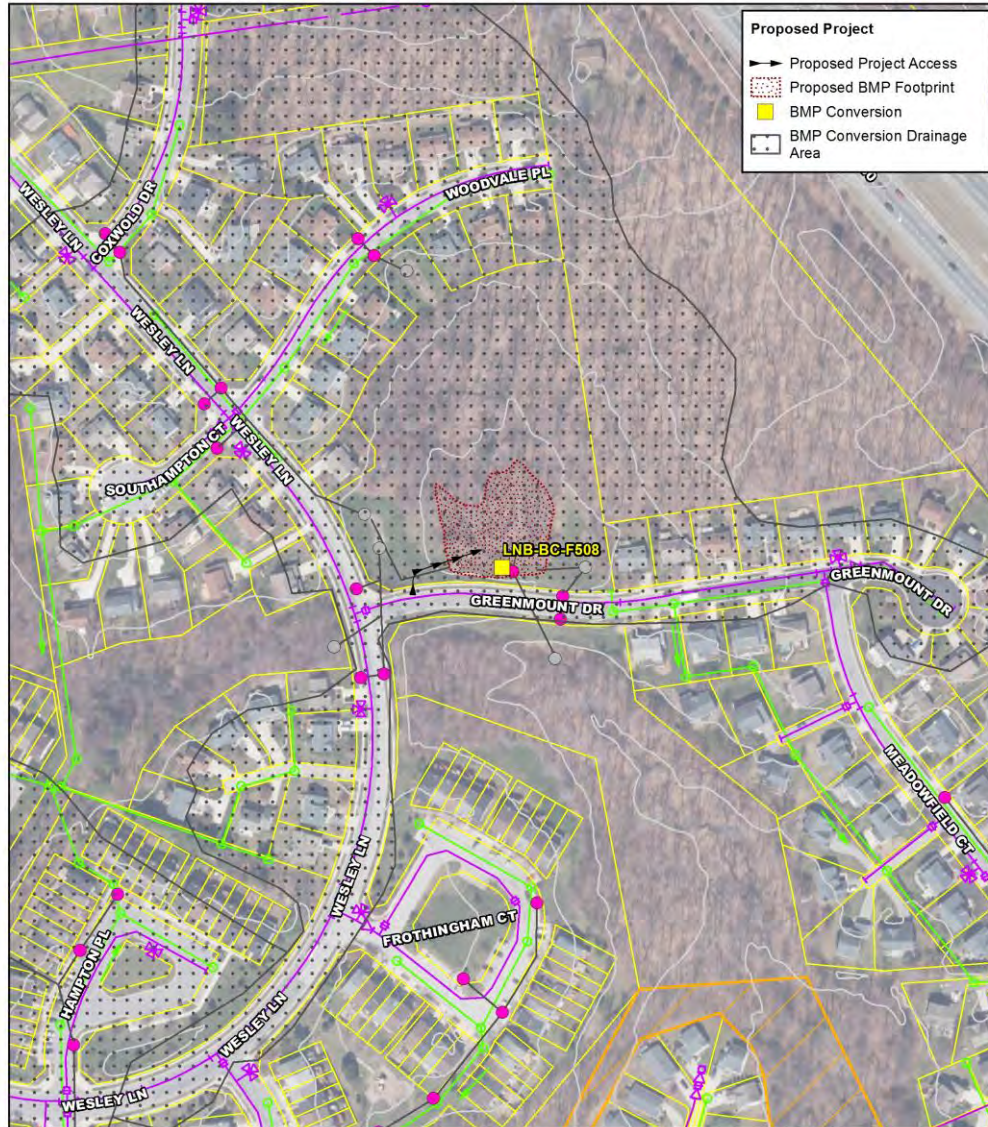 Proposed Project
Proposed Project Access
Proposed BMP Footprint
BMP Conversion
BMP Conversion Drainage
Area
WOODVALE PL
COXWOLD DR
WESLEY LN
WESLEY LN
WESLEY LN
SOUTHAMPTON CT
LNB-BC-F508
GREENMOUNT DR
GREENMOUNT DR
MEADOWFIELD CT
WESLEY LN
FROTHINGHAM CT
HAMPTON PL
WESLEY LN
WESLEY LN